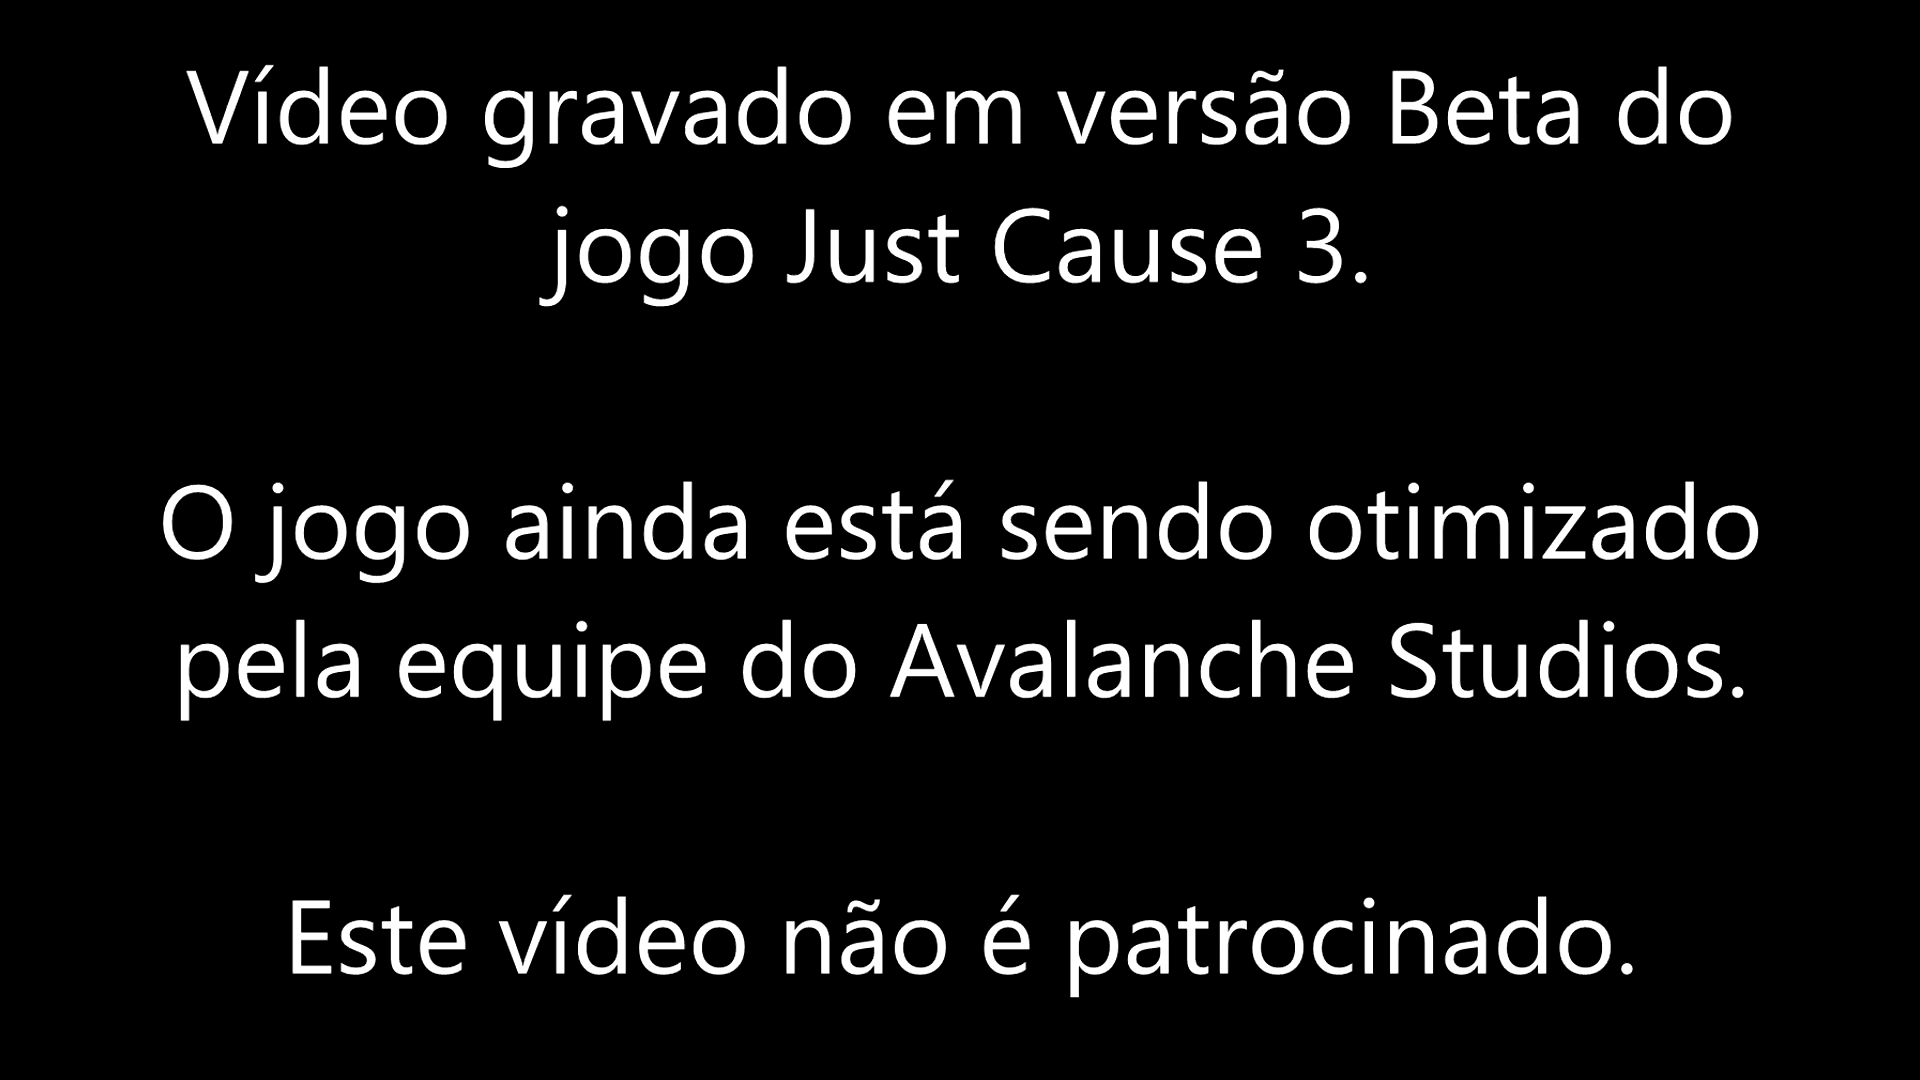 Vídeo gravado em versão Beta do
jogo Just Cause 3.
O jogo ainda está sendo otimizado
pela equipe do Avalanche Studios.
Este vídeo não é patrocinado.